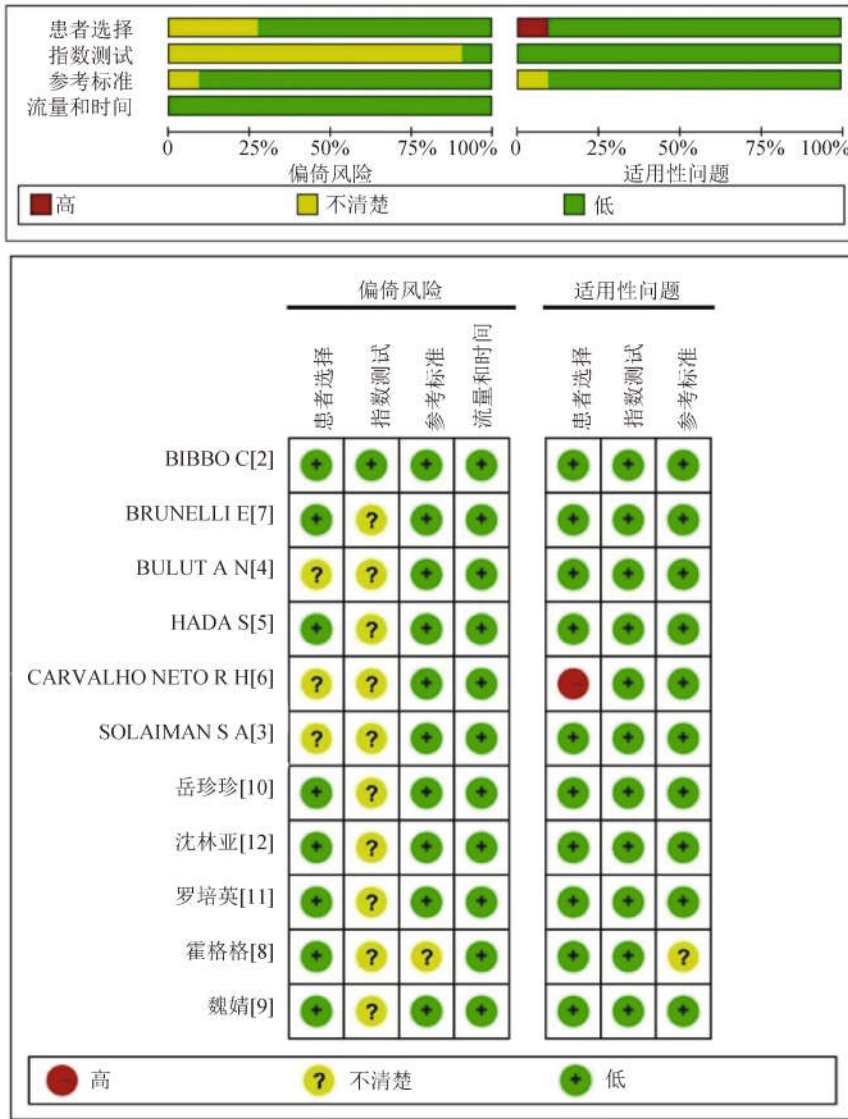 患者选择
指数测试
参考标准
流量和时间
0 25% 50% 75% 100% 0 25% 50% 75% 100%
偏倚风险 适用性问题
高 不清楚 低
偏倚风险 适用性问题
患者选择 指数测试 参考标准 流量和时间 患者选择 指数测试 参考标准
BIBBO C[2] + + + + + + +
BRUNELLI E[7] + ? + + + + +
BULUT A N[4] ? ? + + + + +
HADA S[5] + ? + + + + +
CARVALHO NETO R H[6] ? ? + + - + +
SOLAIMAN S A[3] ? ? + + + + +
岳珍珍[10] + ? + + + + +
沈林亚[12] + ? + + + + +
罗培英[11] + ? + + + + +
霍格格[8] + ? ? + + + ?
魏婧[9] + ? + + + + +
- 高 ? 不清楚 + 低